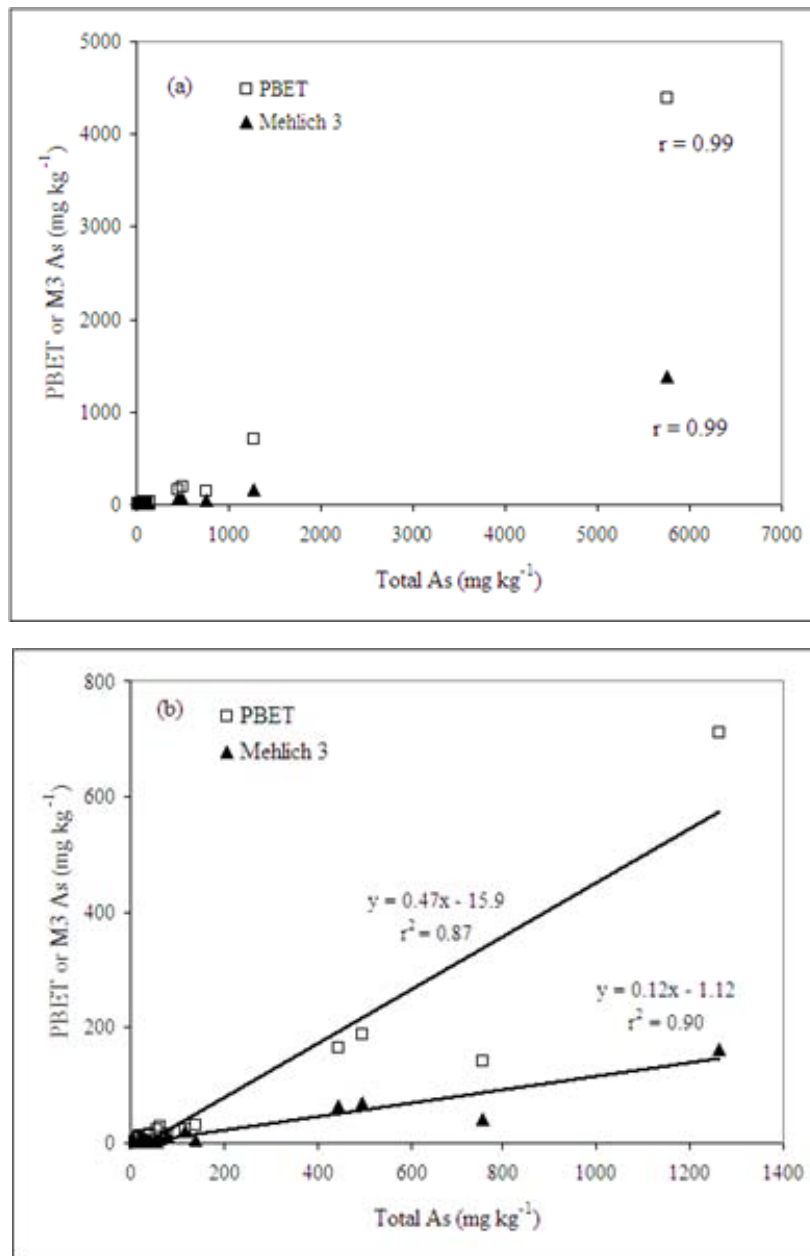 (a)
PBET
Mehlich 3
5000
4000
3000
2000
1000
0
r = 0.99
r = 0.99
0 1000 2000 3000 4000 5000 6000 7000
PBET or M3 As (mg kg⁻¹)
Total As (mg kg⁻¹)
(b)
PBET
Mehlich 3
800
600
400
200
0
y = 0.47x - 15.9
r² = 0.87
y = 0.12x - 1.12
r² = 0.90
0 200 400 600 800 1000 1200 1400
PBET or M3 As (mg kg⁻¹)
Total As (mg kg⁻¹)